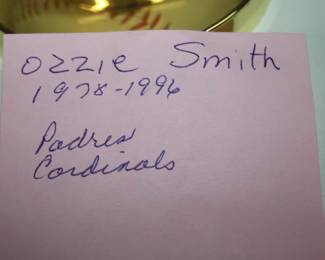 Ozzie Smith
1978-1996
Padres
Cardinals